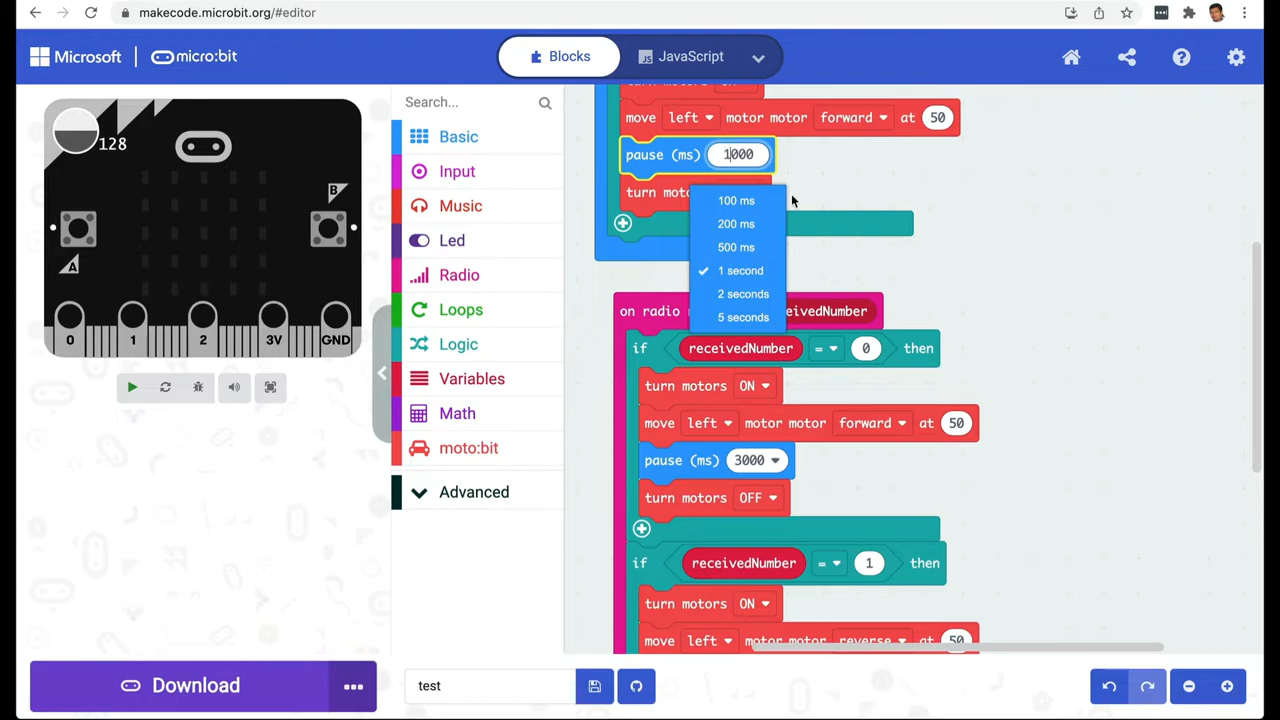 makecode.microbit.org/#editor
Microsoft
micro:bit
Blocks
JavaScript
128
B
A
0 1 2 3V GND
Download
Search...
Basic
Input
Music
Led
Radio
Loops
Logic
Variables
Math
moto:bit
Advanced
move left motor motor forward at 50
pause (ms) 1000
turn
100 ms
200 ms
500 ms
1 second
2 seconds
5 seconds
on radio
if receivedNumber = 0 then
turn motors ON
move left motor motor forward at 50
pause (ms) 3000
turn motors OFF
if receivedNumber = 1 then
turn motors ON
move left motor motor reverse at 50
test